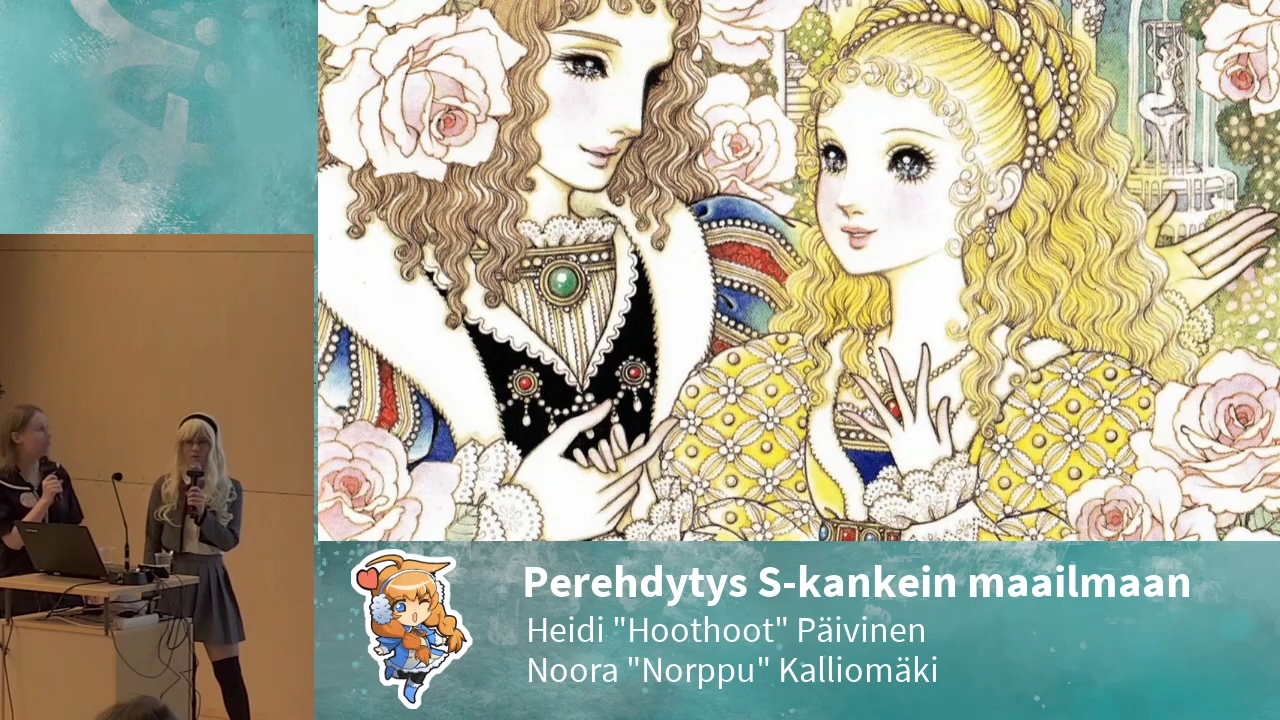 Perehdytys S-kankein maailmaan
Heidi "Hoothoot" Päivinen
Noora "Norppu" Kalliomäki